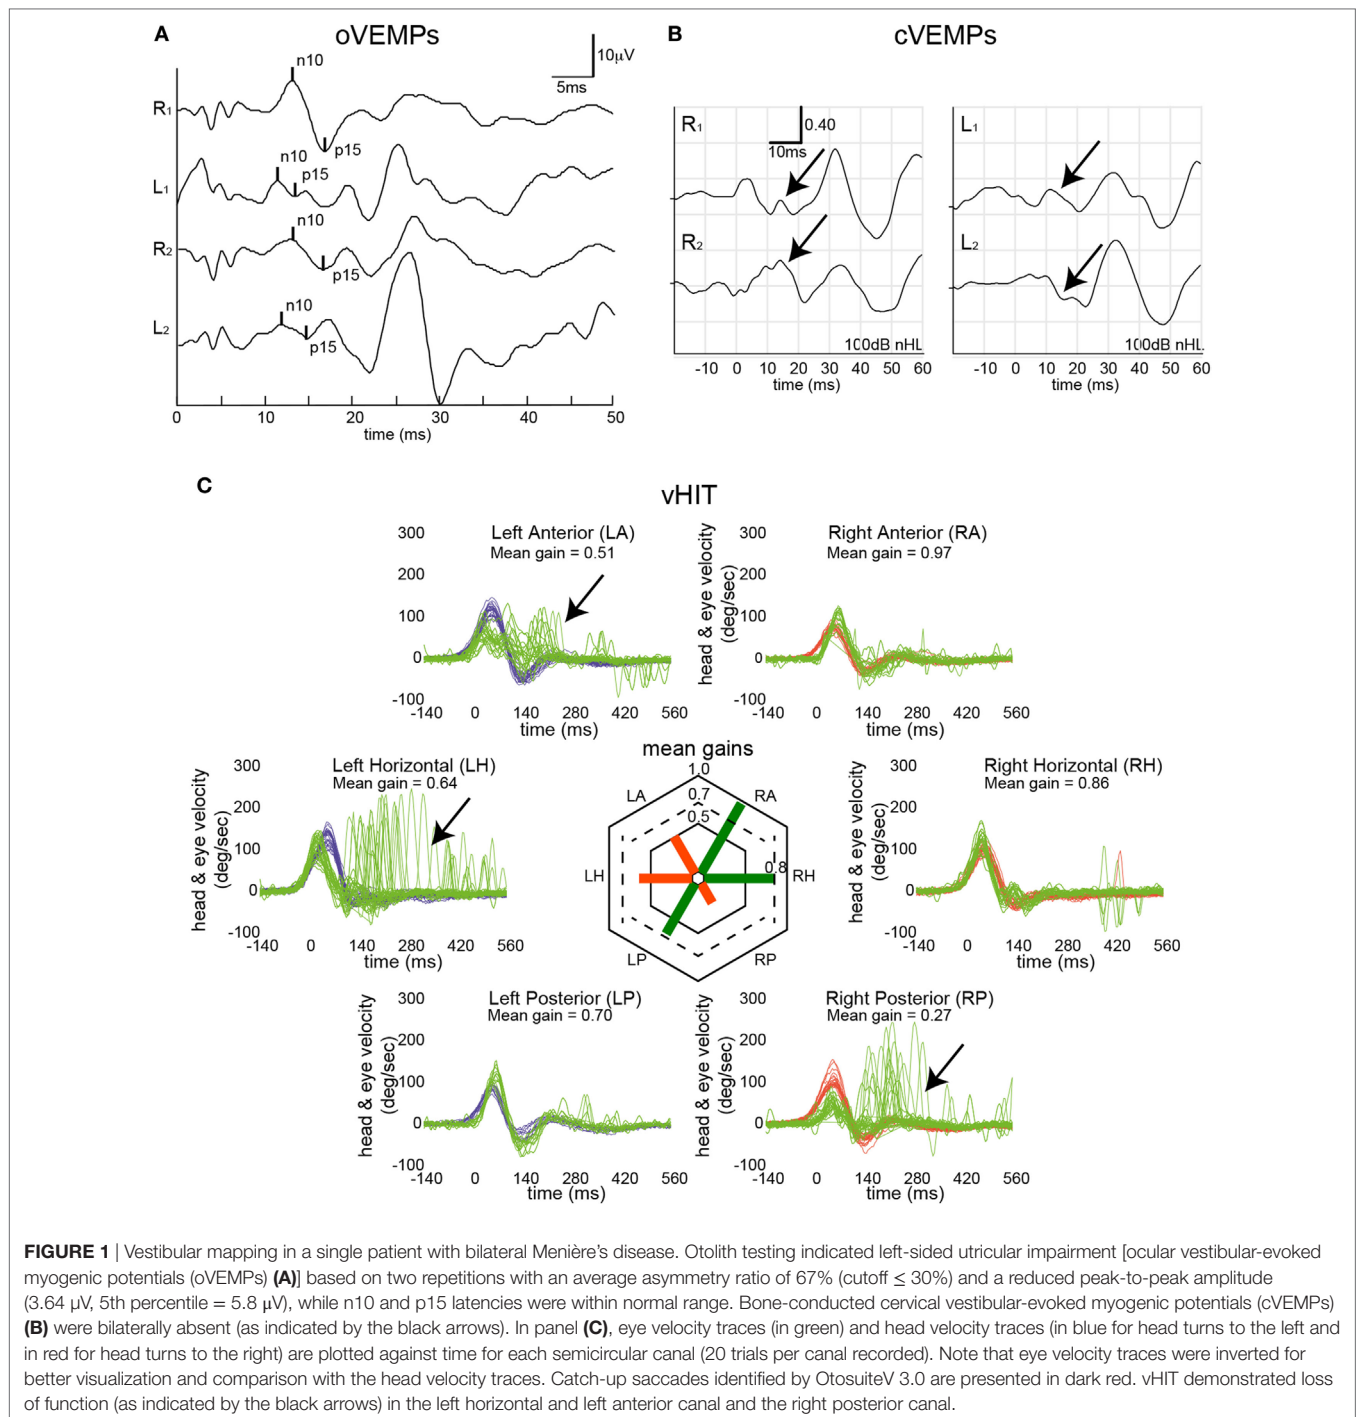 A
oVEMPs
10µV
5ms
R1
n10
p15
L1
n10
p15
R2
n10
p15
L2
n10
p15
0 10 20 30 40 50
time (ms)
B
cVEMPs
R1
0.40
10ms
R2
100dB nHL
-10 0 10 20 30 40 50 60
time (ms)
L1
L2
100dB nHL
-10 0 10 20 30 40 50 60
time (ms)
C
vHIT
Left Anterior (LA)
Mean gain = 0.51
300
200
100
0
-100
-140 0 140 280 420 560
time (ms)
Right Anterior (RA)
Mean gain = 0.97
head & eye velocity
(deg/sec)
300
200
100
0
-100
-140 0 140 280 420 560
time (ms)
Left Horizontal (LH)
Mean gain = 0.64
head & eye velocity
(deg/sec)
300
200
100
0
-100
-140 0 140 280 420 560
time (ms)
mean gains
1.0
0.7
0.5
0.8
LA
RA
LH
RH
LP
RP
Right Horizontal (RH)
Mean gain = 0.86
head & eye velocity
(deg/sec)
300
200
100
0
-100
-140 0 140 280 420 560
time (ms)
Left Posterior (LP)
Mean gain = 0.70
head & eye velocity
(deg/sec)
300
200
100
0
-100
-140 0 140 280 420 560
time (ms)
Right Posterior (RP)
Mean gain = 0.27
head & eye velocity
(deg/sec)
300
200
100
0
-100
-140 0 140 280 420 560
time (ms)
FIGURE 1 | Vestibular mapping in a single patient with bilateral Menière's disease. Otolith testing indicated left-sided utricular impairment [ocular vestibular-evoked
myogenic potentials (oVEMPs) (A)] based on two repetitions with an average asymmetry ratio of 67% (cutoff ≤ 30%) and a reduced peak-to-peak amplitude
(3.64 µV, 5th percentile = 5.8 µV), while n10 and p15 latencies were within normal range. Bone-conducted cervical vestibular-evoked myogenic potentials (cVEMPs)
(B) were bilaterally absent (as indicated by the black arrows). In panel (C), eye velocity traces (in green) and head velocity traces (in blue for head turns to the left and
in red for head turns to the right) are plotted against time for each semicircular canal (20 trials per canal recorded). Note that eye velocity traces were inverted for
better visualization and comparison with the head velocity traces. Catch-up saccades identified by OtosuiteV 3.0 are presented in dark red. vHIT demonstrated loss
of function (as indicated by the black arrows) in the left horizontal and left anterior canal and the right posterior canal.